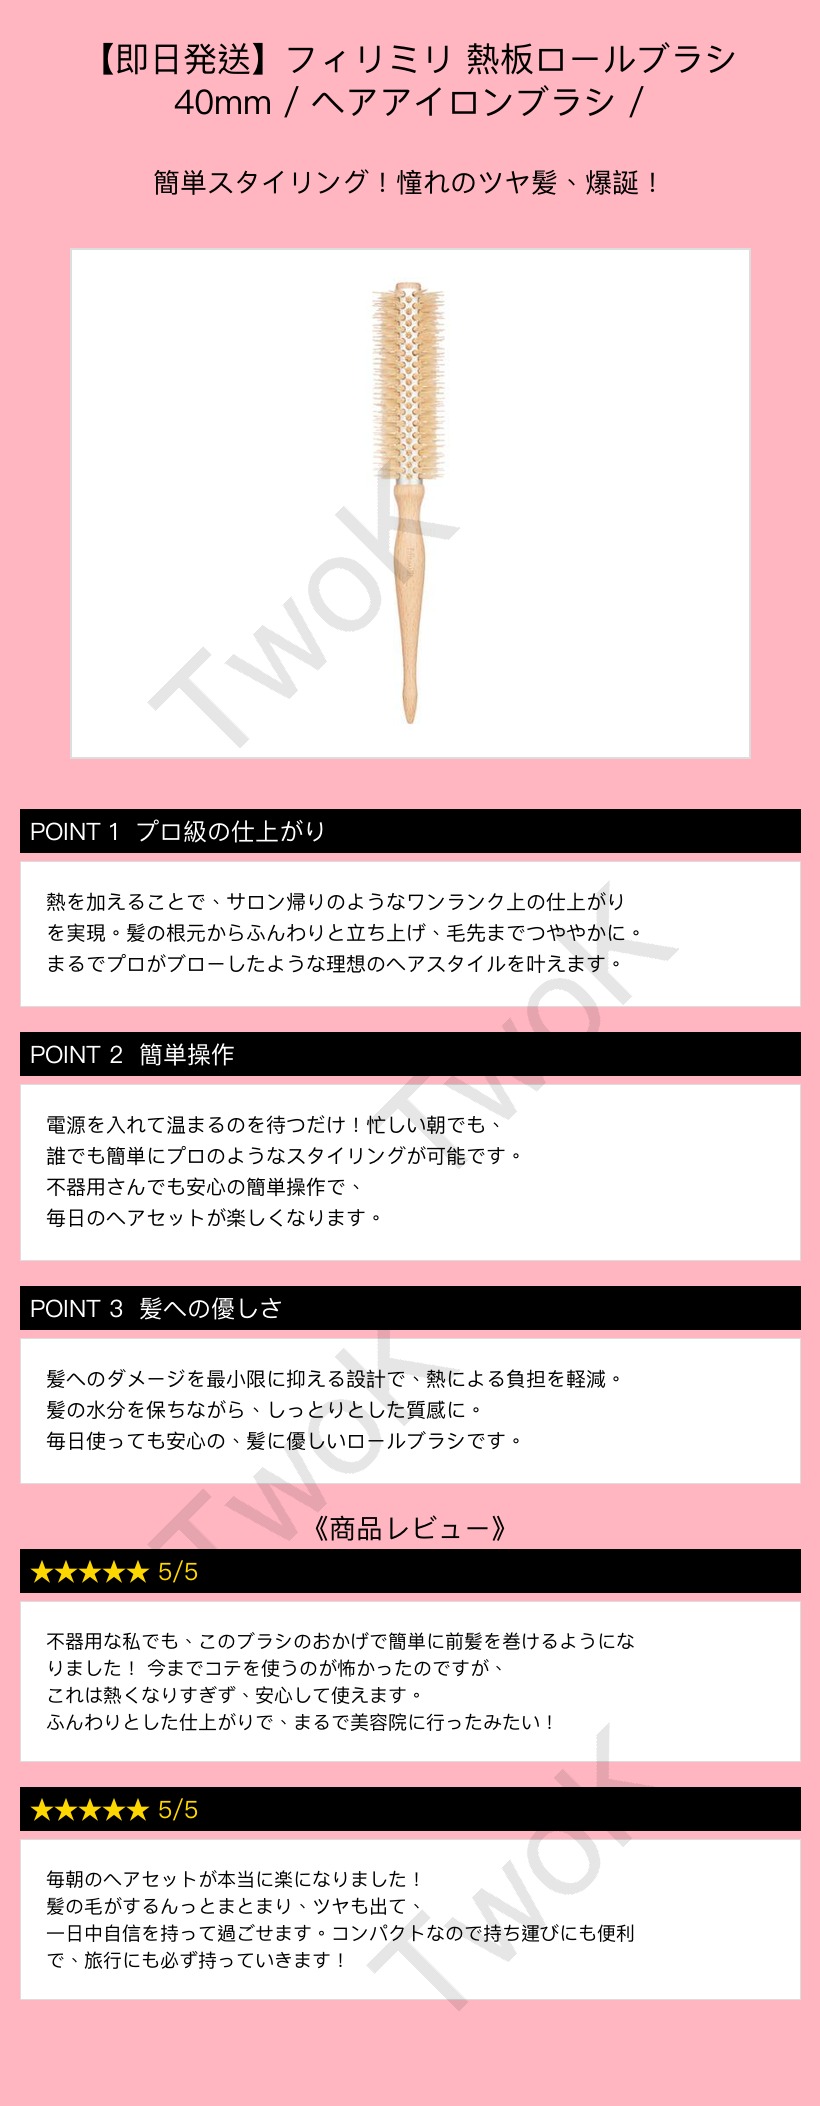 【即日発送】フィリミリ 熱板ロールブラシ
40mm / ヘアアイロンブラシ /
簡単スタイリング！憧れのツヤ髪、爆誕！
TwoK
POINT 1 プロ級の仕上がり
熱を加えることで、サロン帰りのようなワンランク上の仕上がり
を実現。髪の根元からふんわりと立ち上げ、毛先までつややかに。
まるでプロがブローしたような理想のヘアスタイルを叶えます。
TwoK
POINT 2 簡単操作
電源を入れて温まるのを待つだけ！忙しい朝でも、
誰でも簡単にプロのようなスタイリングが可能です。
不器用さんでも安心の簡単操作で、
毎日のヘアセットが楽しくなります。
POINT 3 髪への優しさ
髪へのダメージを最小限に抑える設計で、熱による負担を軽減。
髪の水分を保ちながら、しっとりとした質感に。
毎日使っても安心の、髪に優しいロールブラシです。
TwoK
《商品レビュー》
★★★★★ 5/5
不器用な私でも、このブラシのおかげで簡単に前髪を巻けるようにな
りました！ 今までコテを使うのが怖かったのですが、
これは熱くなりすぎず、安心して使えます。
ふんわりとした仕上がりで、まるで美容院に行ったみたい！
★★★★★ 5/5
毎朝のヘアセットが本当に楽になりました！
髪の毛がするんっとまとまり、ツヤも出て、
一日中自信を持って過ごせます。コンパクトなので持ち運びにも便利
で、旅行にも必ず持っていきます！
TwoK